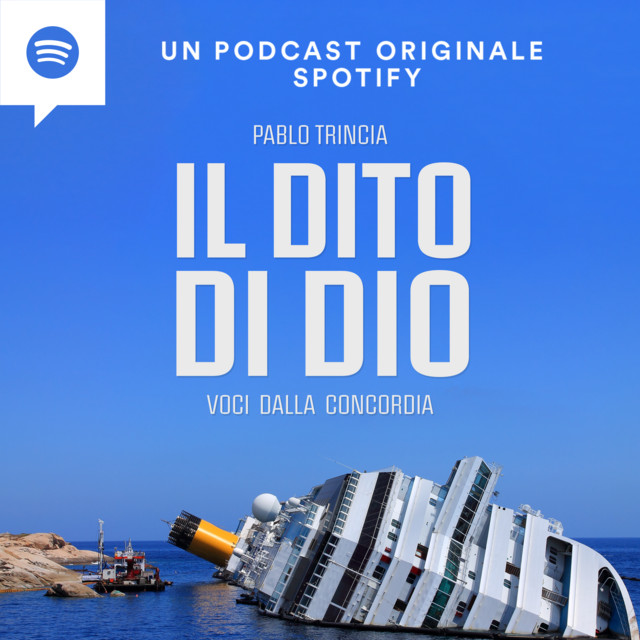 UN PODCAST ORIGINALE
SPOTIFY
PABLO TRINCIA
IL DITO
DI DIO
VOCI DALLA CONCORDIA